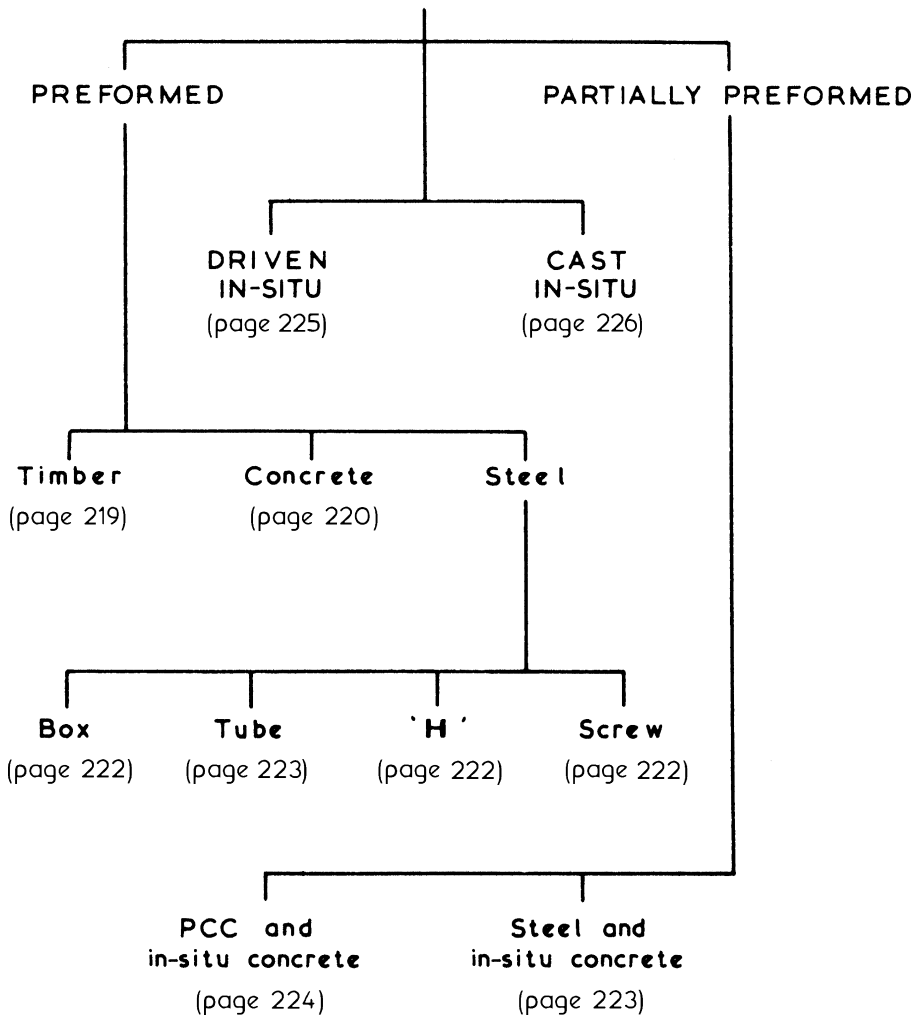 PREFORMED
PARTIALLY PREFORMED
DRIVEN
IN-SITU
(page 225)
CAST
IN-SITU
(page 226)
Timber
(page 219)
Concrete
(page 220)
Steel
Box
(page 222)
Tube
(page 223)
'H'
(page 222)
Screw
(page 222)
PCC and
in-situ concrete
(page 224)
Steel and
in-situ concrete
(page 223)